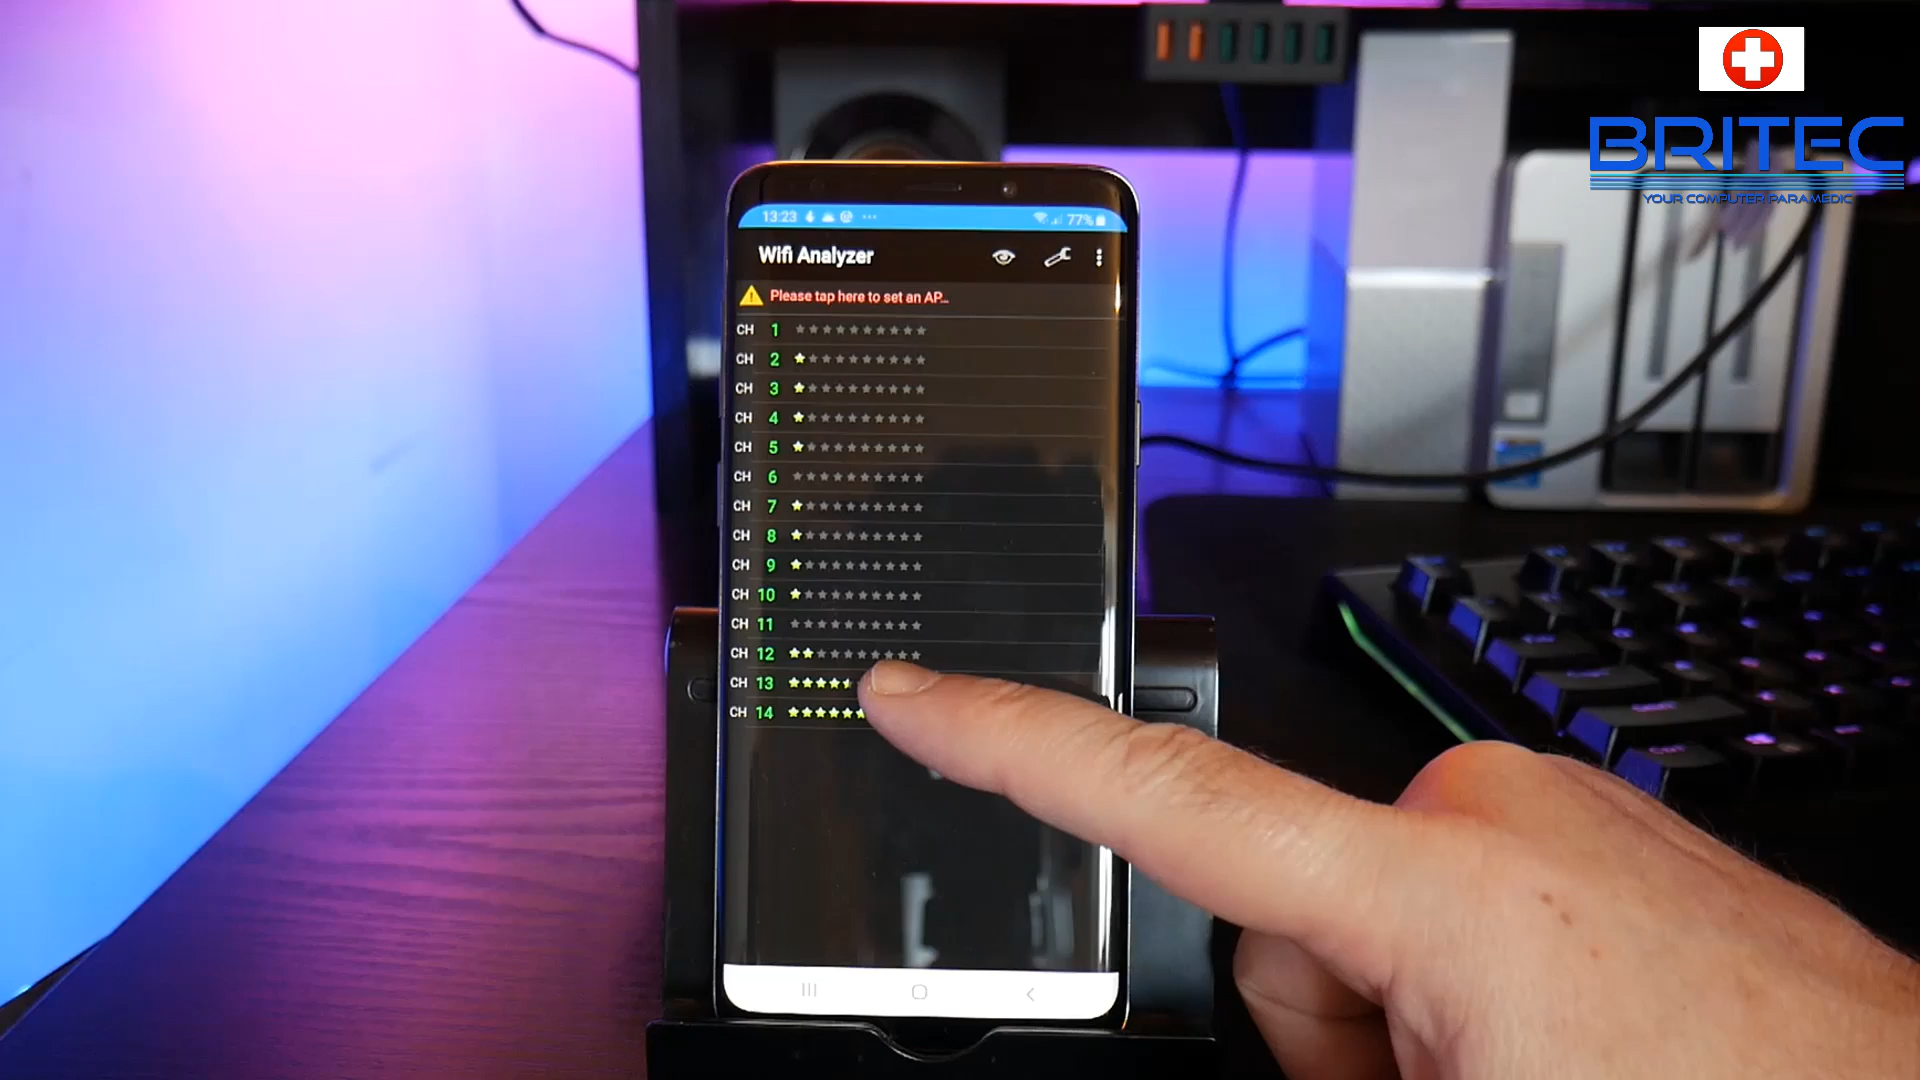 BRITEC
YOUR COMPUTER PARAMEDIC
13:23 77%
Wifi Analyzer
Please tap here to set an AP...
CH 1
CH 2
CH 3
CH 4
CH 5
CH 6
CH 7
CH 8
CH 9
CH 10
CH 11
CH 12
CH 13
CH 14